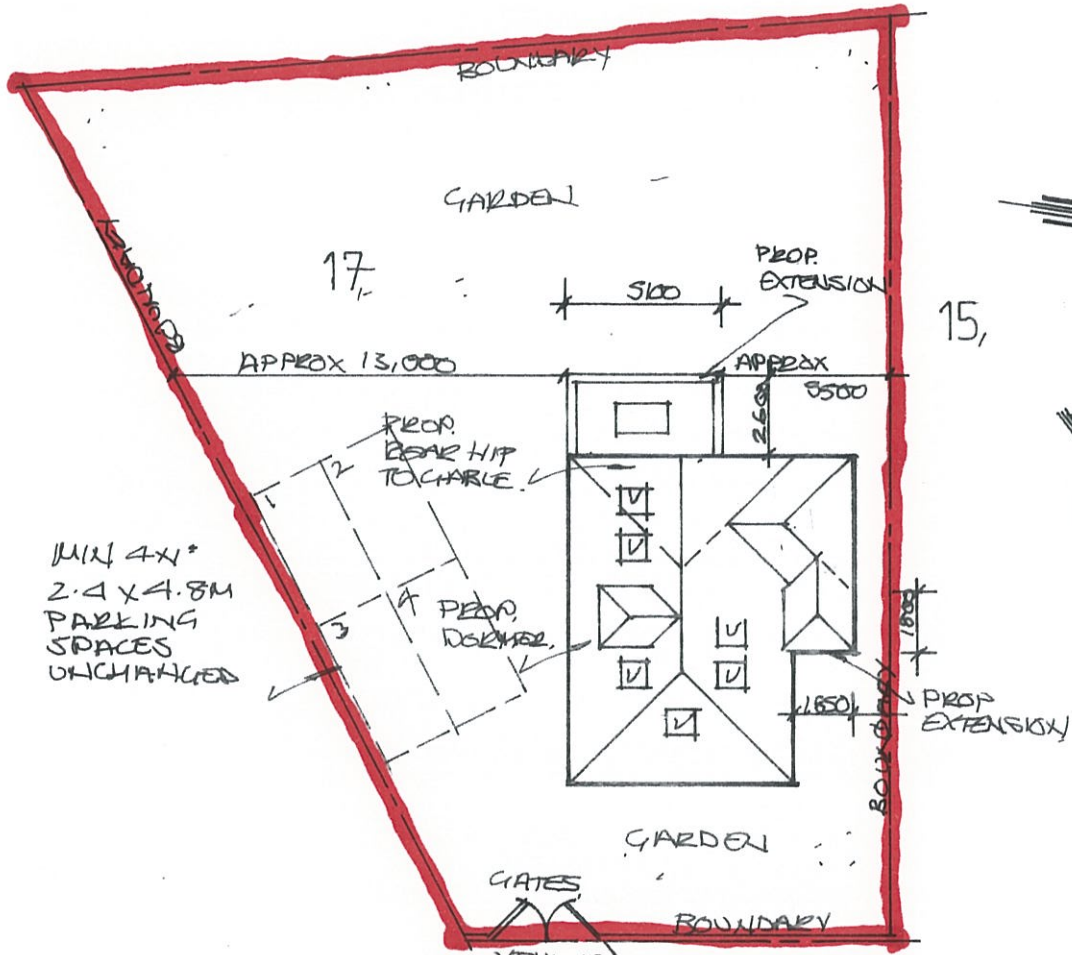 BOUNDARY
GARDEN
BOUNDARY
17
PROP.
EXTENSION
5100
15,
APPROX 13,000
APPROX
5500
2600
PROP.
REAR HIP
TO GABLE.
1
2
3
4
MIN 4 Nº
2.4 X 4.8M
PARKING
SPACES
UNCHANGED
PROP.
DORMER.
1800
1650
PROP
EXTENSION
BOUNDARY
GARDEN
GATES
BOUNDARY